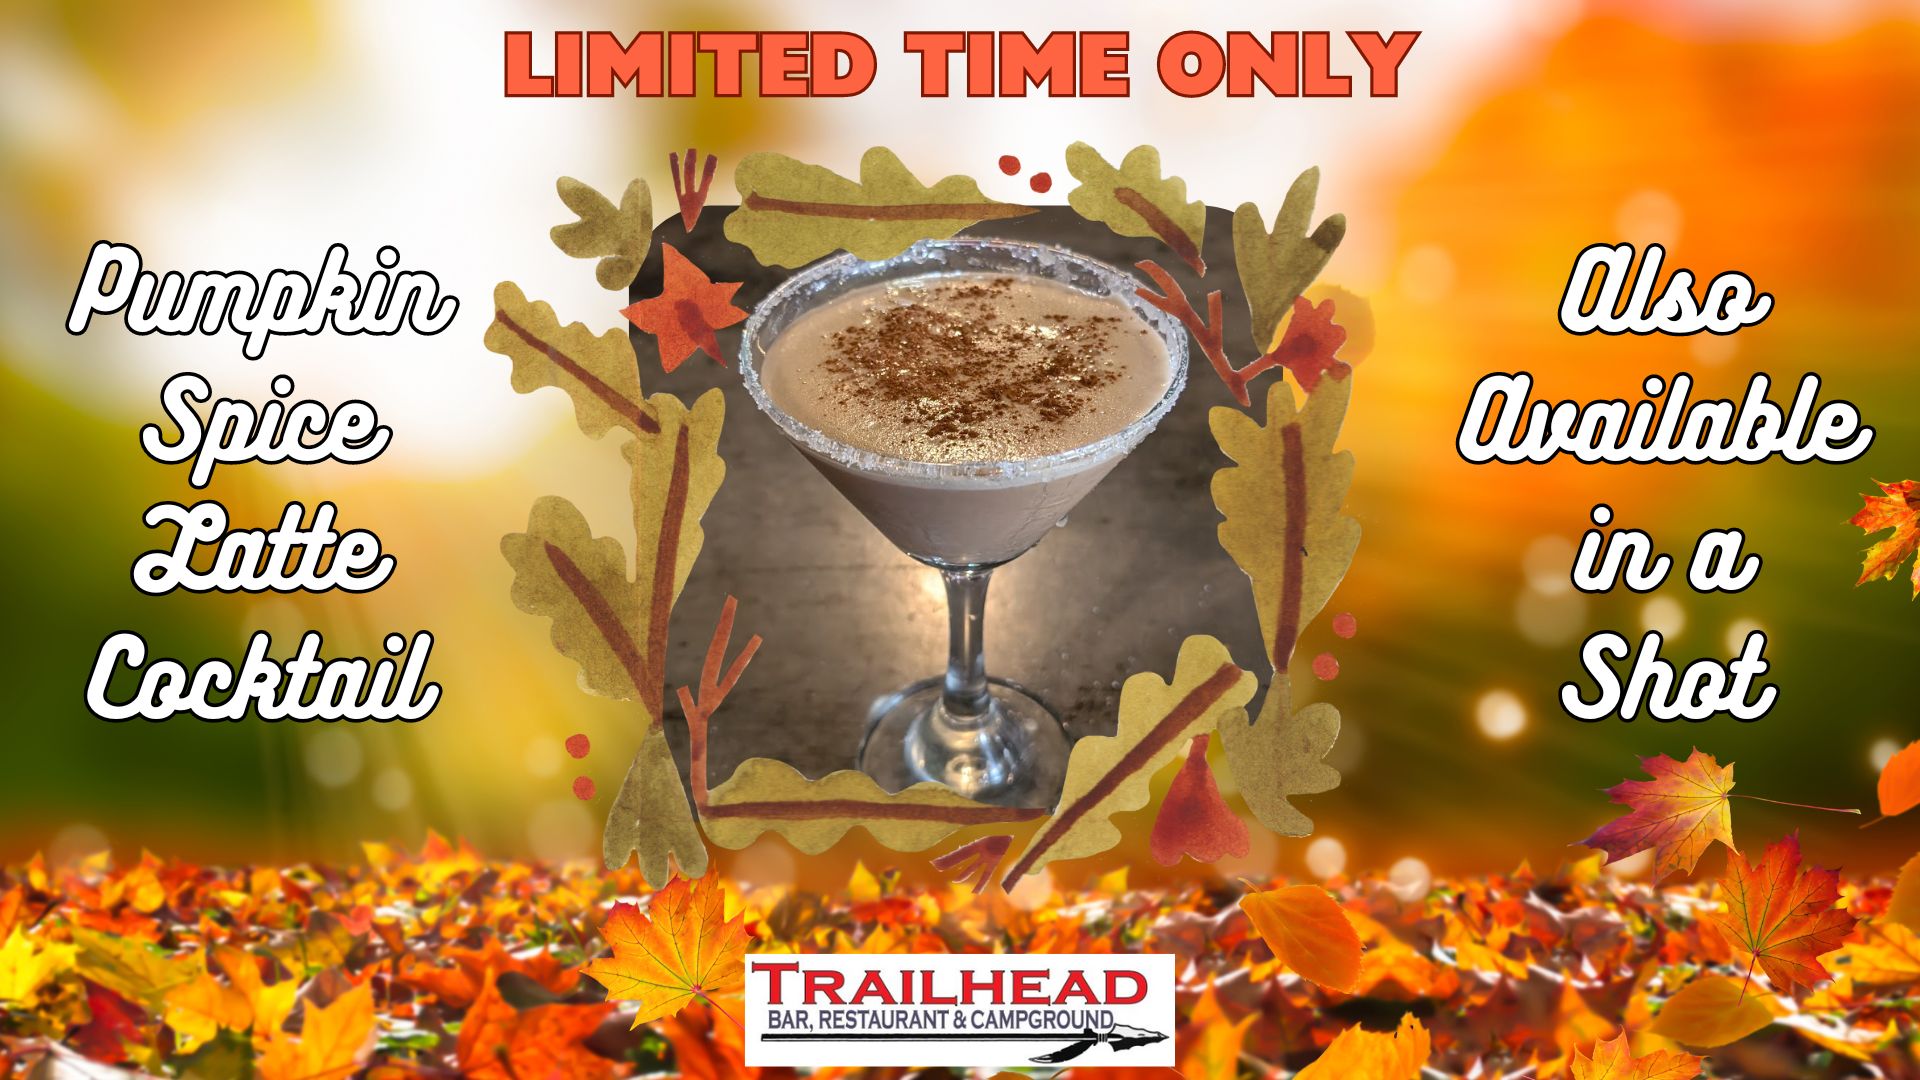 LIMITED TIME ONLY
Pumpkin
Spice
Latte
Cocktail
Also
Available
in a
Shot
TRAILHEAD
BAR, RESTAURANT & CAMPGROUND